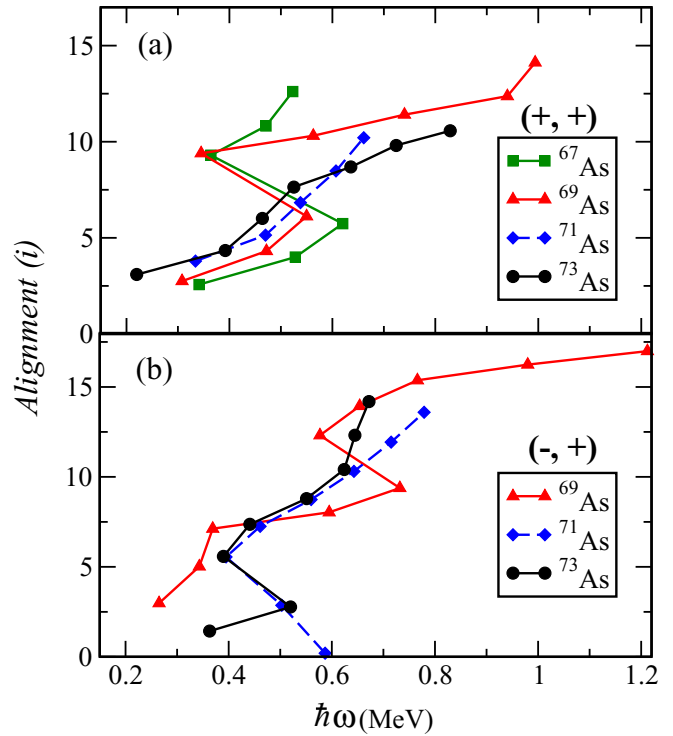 (a)
15
10
5
0
(+, +)
⁶⁷As
⁶⁹As
⁷¹As
⁷³As
Alignment (i)
(b)
15
10
5
0
(-, +)
⁶⁹As
⁷¹As
⁷³As
0.2 0.4 0.6 0.8 1 1.2
ħω(MeV)